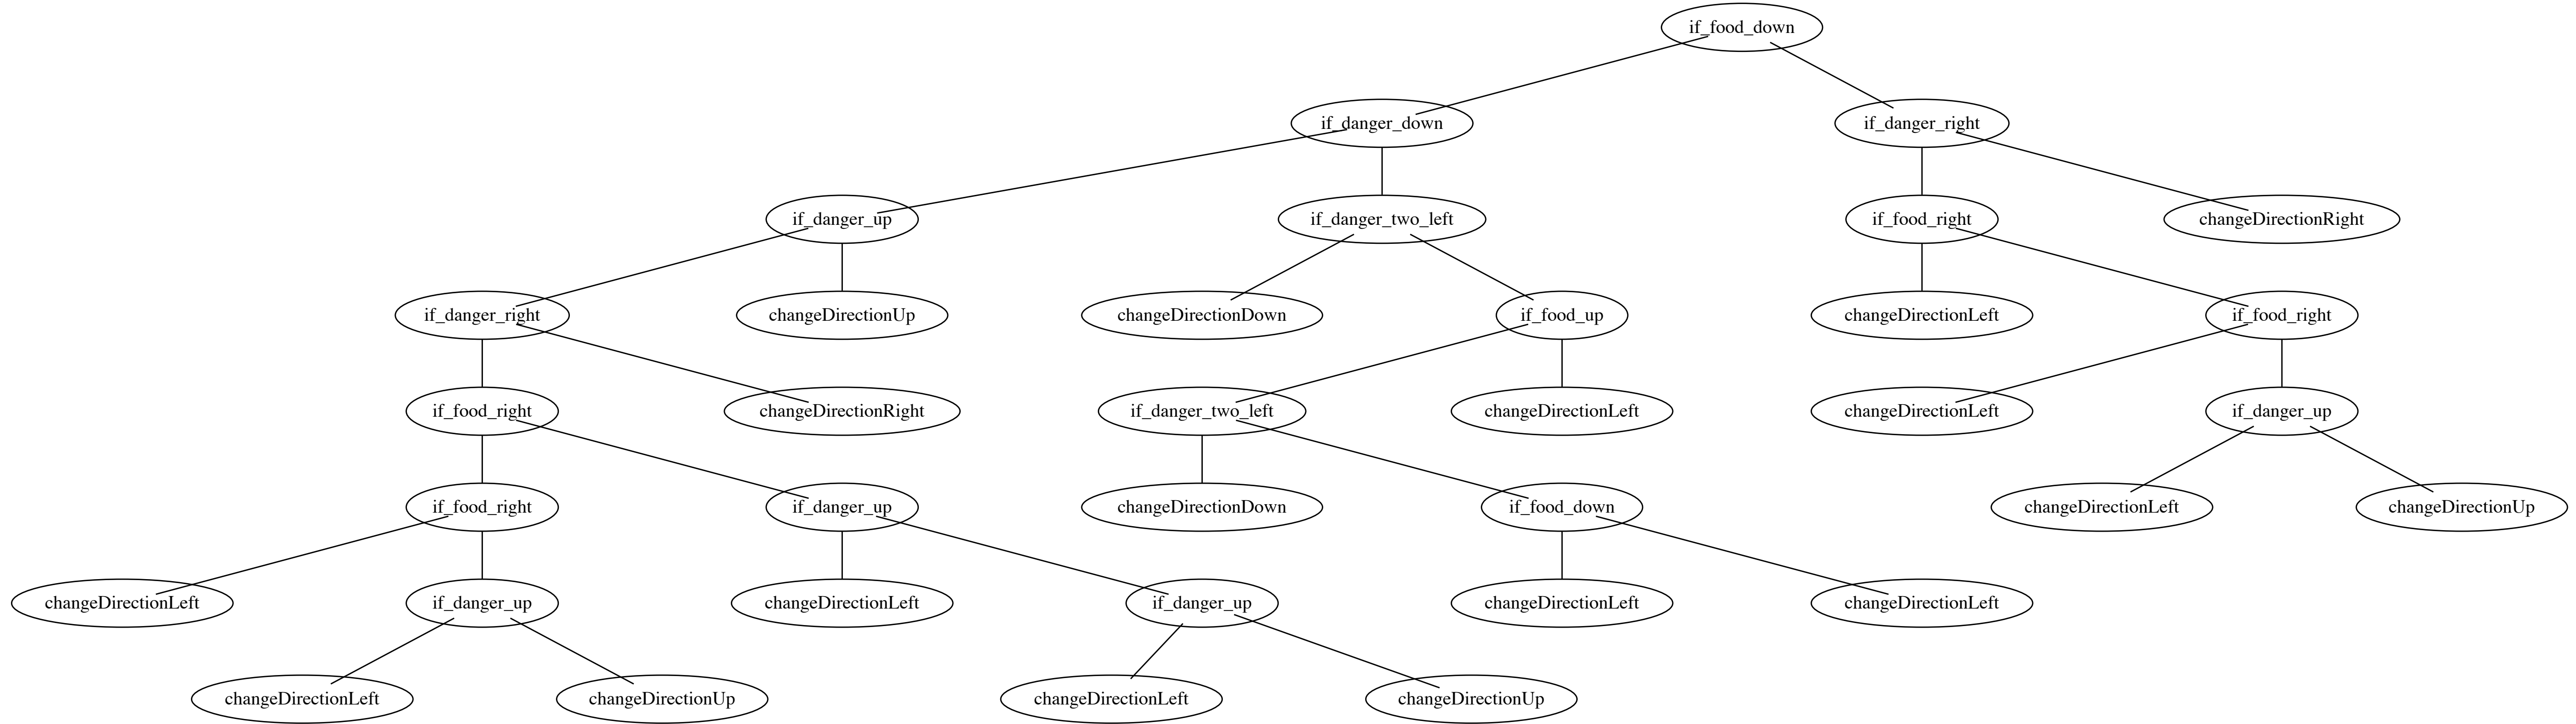 if_food_down
if_danger_down
if_danger_right
if_danger_up
if_danger_two_left
if_food_right
changeDirectionRight
if_danger_right
changeDirectionUp
changeDirectionDown
if_food_up
changeDirectionLeft
if_food_right
if_food_right
changeDirectionRight
if_danger_two_left
changeDirectionLeft
changeDirectionLeft
if_danger_up
if_food_right
if_danger_up
changeDirectionDown
if_food_down
changeDirectionLeft
changeDirectionUp
changeDirectionLeft
if_danger_up
changeDirectionLeft
if_danger_up
changeDirectionLeft
changeDirectionLeft
changeDirectionLeft
changeDirectionUp
changeDirectionLeft
changeDirectionUp